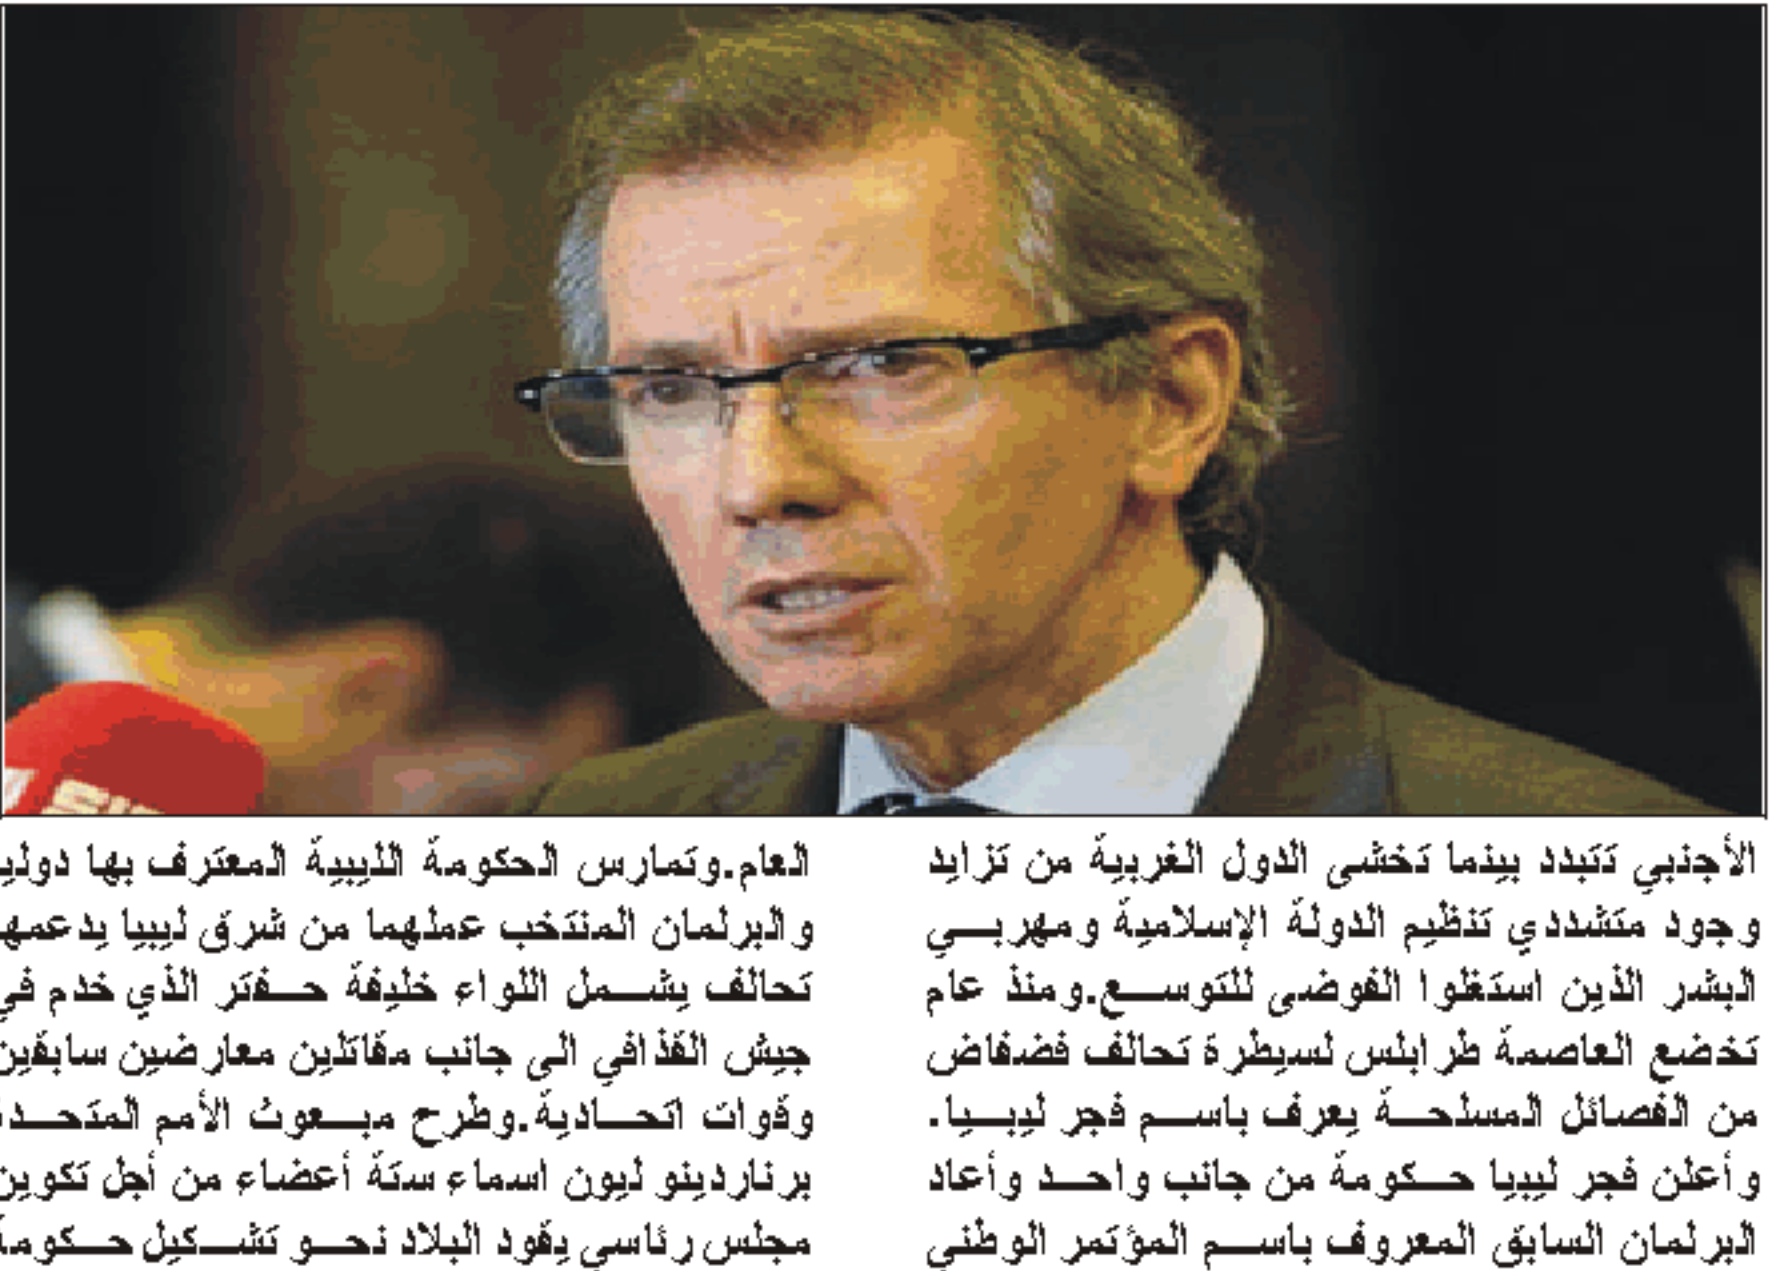 الأجنبي تتبدد بينما تخشى الدول الغربية من تزايد
وجود متشددي تنظيم الدولة الإسلامية ومهربي
البشر الذين استغلوا الفوضى للتوسع.ومنذ عام
تخضع العاصمة طرابلس لسيطرة تحالف فضفاض
من الفصائل المسلحة يعرف باسم فجر ليبيا.
وأعلن فجر ليبيا حكومة من جانب واحد وأعاد
البرلمان السابق المعروف باسم المؤتمر الوطني
العام.وتمارس الحكومة الليبية المعترف بها دوليا
والبرلمان المنتخب عملهما من شرق ليبيا يدعمها
تحالف يشمل اللواء خليفة حفتر الذي خدم في
جيش القذافي الى جانب مقاتلين معارضين سابقين
وقوات اتحادية.وطرح مبعوث الأمم المتحدة
برناردينو ليون اسماء ستة أعضاء من أجل تكوين
مجلس رئاسي يقود البلاد نحو تشكيل حكومة